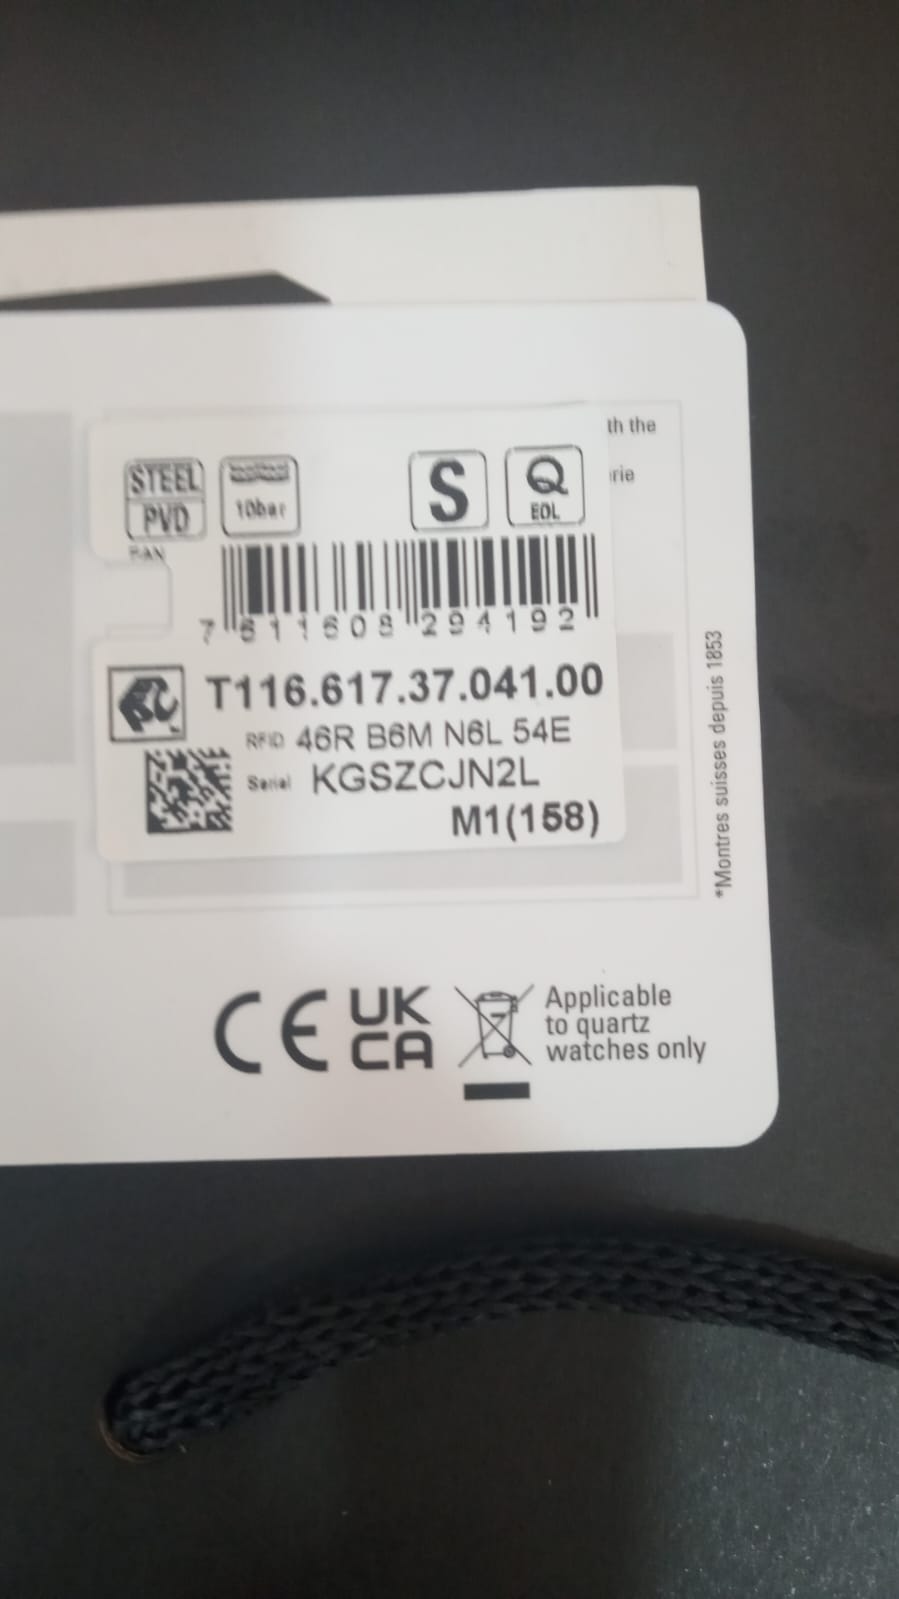 th the
rie
STEEL
PVD
10bar
S
Q
EOL
7 611608 294192
T116.617.37.041.00
RFID 46R B6M N6L 54E
Serial KGSZCJN2L
M1(158)
*Montres suisses depuis 1853
CE UK
CA
Applicable
to quartz
watches only